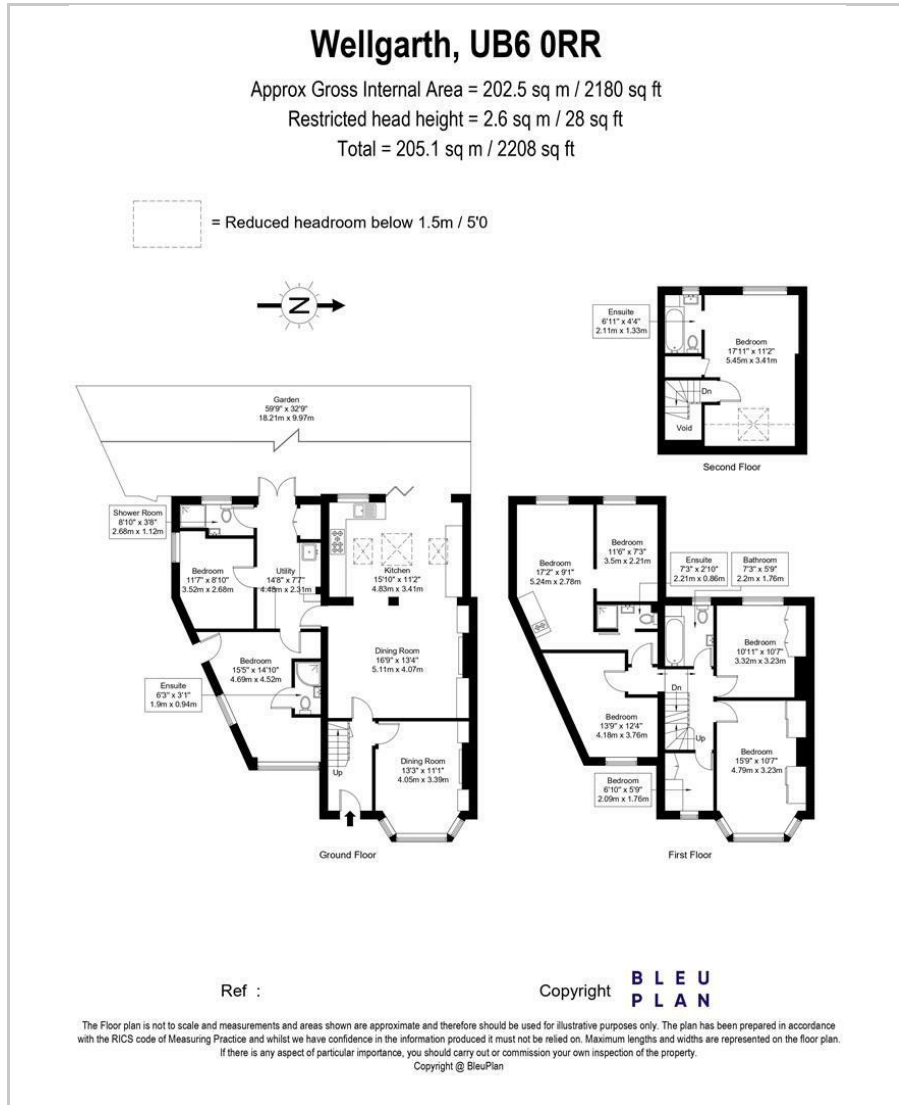 Wellgarth, UB6 0RR
Approx Gross Internal Area = 202.5 sq m / 2180 sq ft
Restricted head height = 2.6 sq m / 28 sq ft
Total = 205.1 sq m / 2208 sq ft
= Reduced headroom below 1.5m / 5'0
N
Ensuite
6'11" x 4'4"
2.11m x 1.33m
Bedroom
17'11" x 11'2"
5.45m x 3.41m
Dn
Void
Second Floor
Garden
59'9" x 32'9"
18.21m x 9.97m
Shower Room
8'10" x 3'8"
2.68m x 1.12m
Bedroom
11'7" x 8'10"
3.52m x 2.68m
Utility
14'8" x 7'7"
4.48m x 2.31m
Kitchen
15'10" x 11'2"
4.83m x 3.41m
Dining Room
16'9" x 13'4"
5.11m x 4.07m
Bedroom
15'5" x 14'10"
4.69m x 4.52m
Ensuite
6'3" x 3'1"
1.9m x 0.94m
Up
Dining Room
13'3" x 11'1"
4.05m x 3.39m
Ground Floor
Bedroom
17'2" x 9'1"
5.24m x 2.78m
Bedroom
11'6" x 7'3"
3.5m x 2.21m
Ensuite
7'3" x 2'10"
2.21m x 0.86m
Bathroom
7'3" x 5'9"
2.2m x 1.76m
Bedroom
10'11" x 10'7"
3.32m x 3.23m
Dn
Up
Bedroom
13'9" x 12'4"
4.18m x 3.76m
Bedroom
15'9" x 10'7"
4.79m x 3.23m
Bedroom
6'10" x 5'9"
2.09m x 1.76m
First Floor
Ref :
Copyright
BLEU
PLAN
The Floor plan is not to scale and measurements and areas shown are approximate and therefore should be used for illustrative purposes only. The plan has been prepared in accordance
with the RICS code of Measuring Practice and whilst we have confidence in the information produced it must not be relied on. Maximum lengths and widths are represented on the floor plan.
If there is any aspect of particular importance, you should carry out or commission your own inspection of the property.
Copyright @ BleuPlan